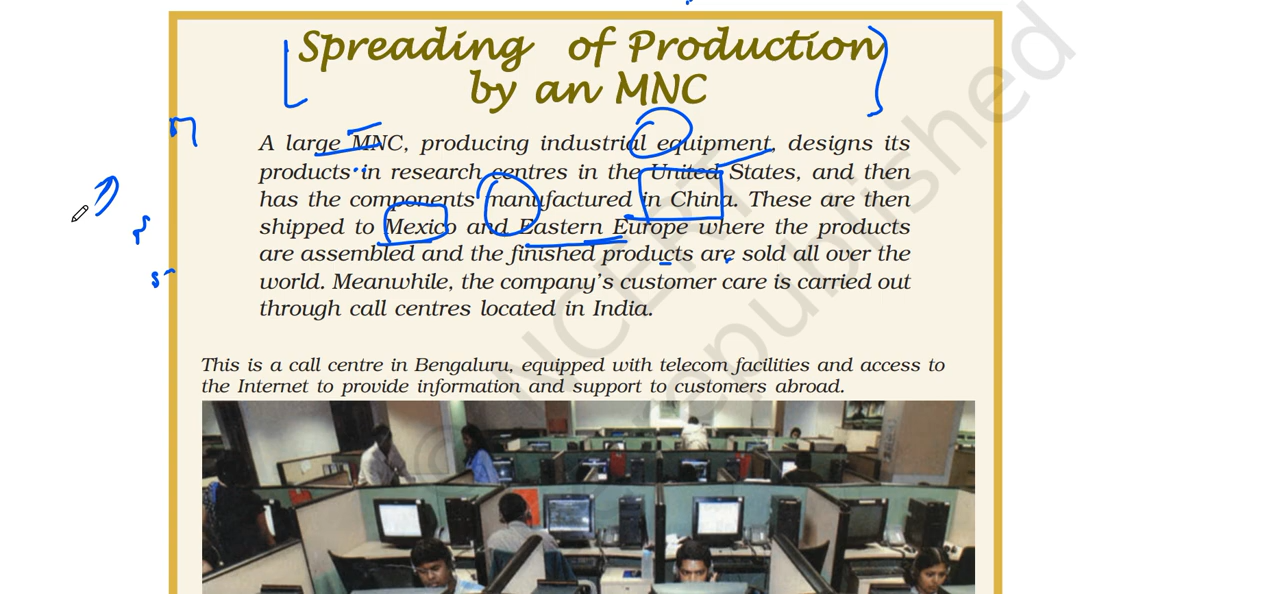 Spreading of Production
by an MNC
A large MNC, producing industrial equipment, designs its
products in research centres in the United States, and then
has the components manufactured in China. These are then
shipped to Mexico and Eastern Europe where the products
are assembled and the finished products are sold all over the
world. Meanwhile, the company's customer care is carried out
through call centres located in India.
This is a call centre in Bengaluru, equipped with telecom facilities and access to
the Internet to provide information and support to customers abroad.
© NCERT
republished